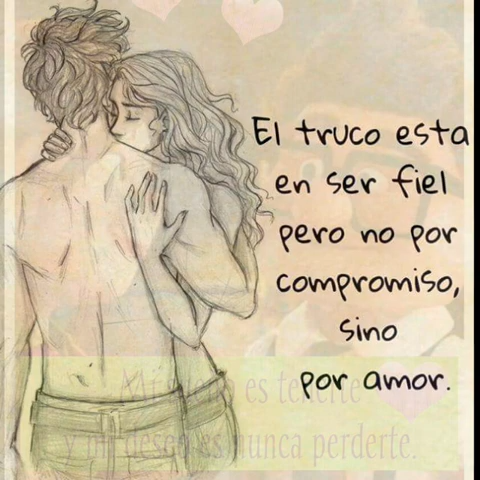 El truco esta
en ser fiel
pero no por
compromiso,
sino
por amor.
es tenerte
y mi deseo es nunca perderte.